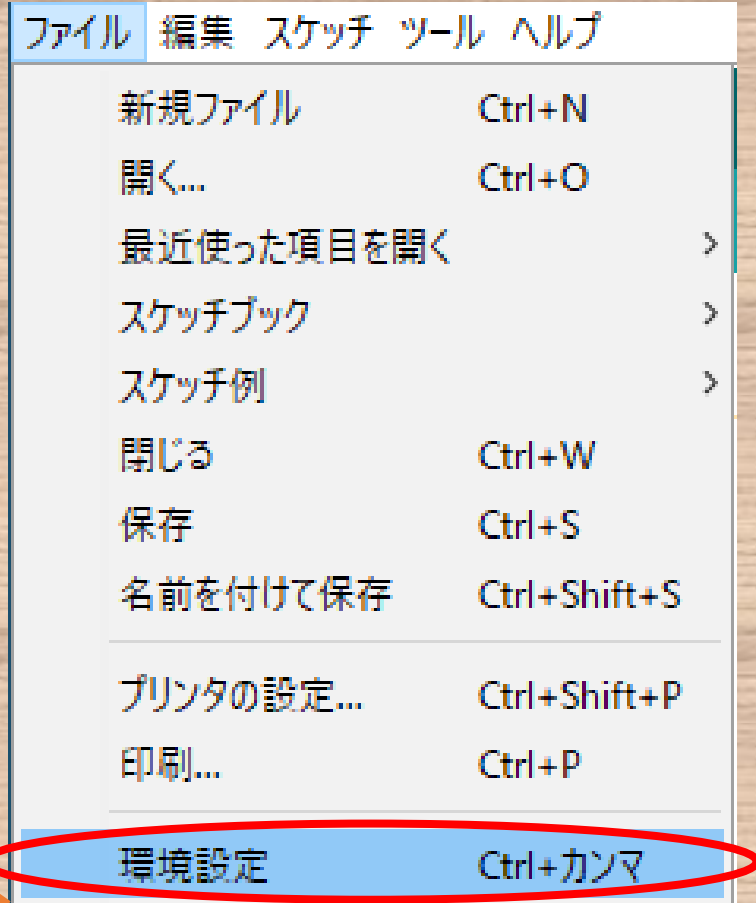 ファイル 編集 スケッチ ツール ヘルプ
新規ファイル Ctrl+N
開く... Ctrl+O
最近使った項目を開く >
スケッチブック >
スケッチ例 >
閉じる Ctrl+W
保存 Ctrl+S
名前を付けて保存 Ctrl+Shift+S
プリンタの設定... Ctrl+Shift+P
印刷... Ctrl+P
環境設定 Ctrl+カンマ